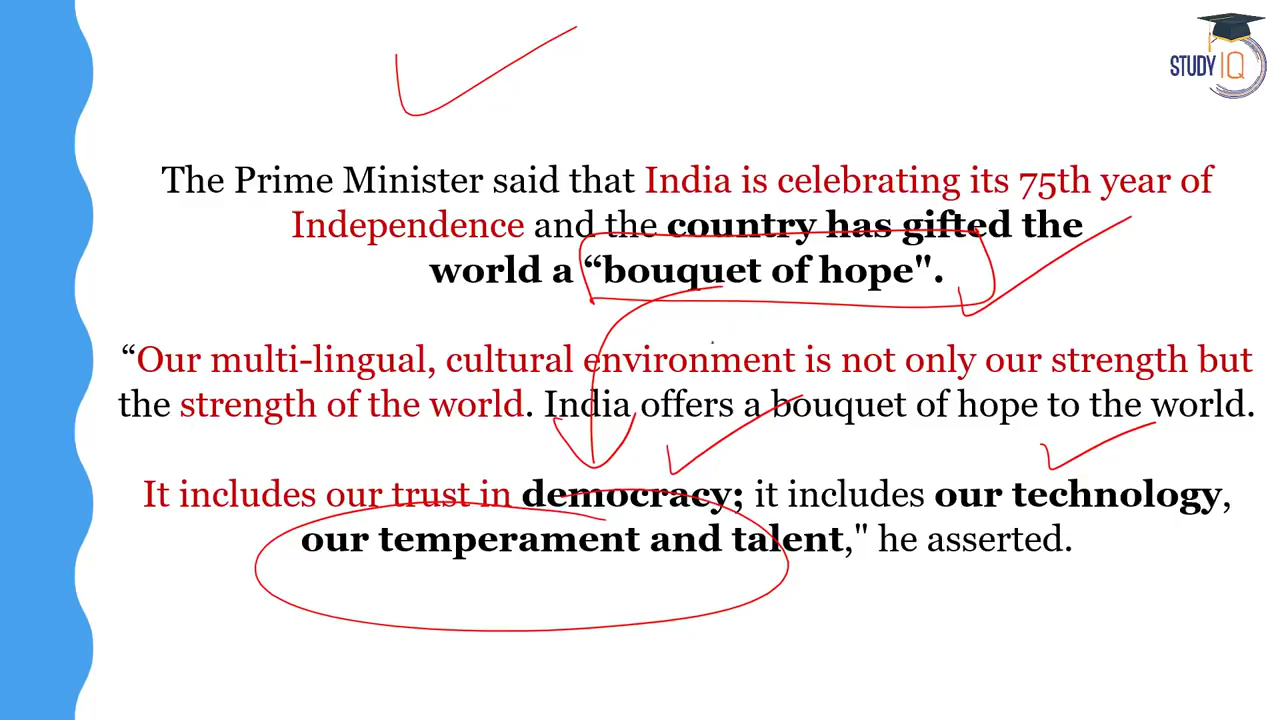 STUDY IQ
The Prime Minister said that India is celebrating its 75th year of
Independence and the country has gifted the
world a “bouquet of hope".
“Our multi-lingual, cultural environment is not only our strength but
the strength of the world. India offers a bouquet of hope to the world.
It includes our trust in democracy; it includes our technology,
our temperament and talent," he asserted.